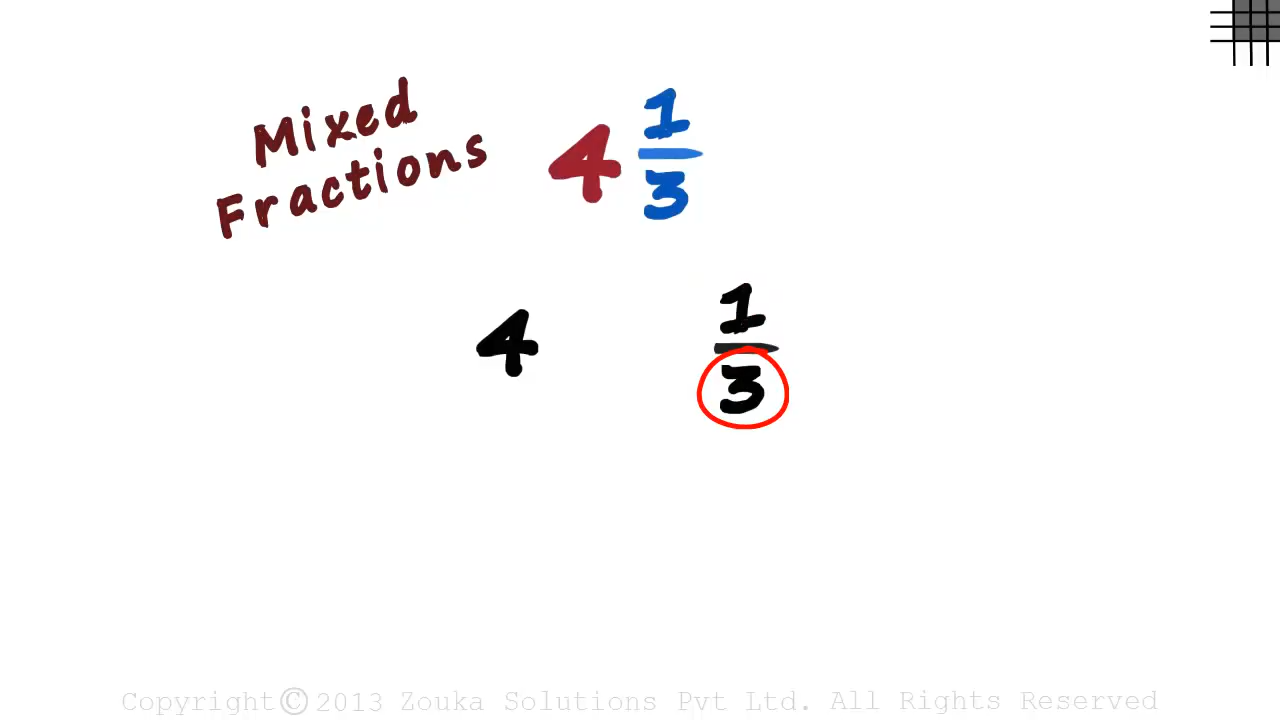 Mixed
Fractions
4 1/3
4 1/3
Copyright © 2013 Zouka Solutions Pvt Ltd. All Rights Reserved